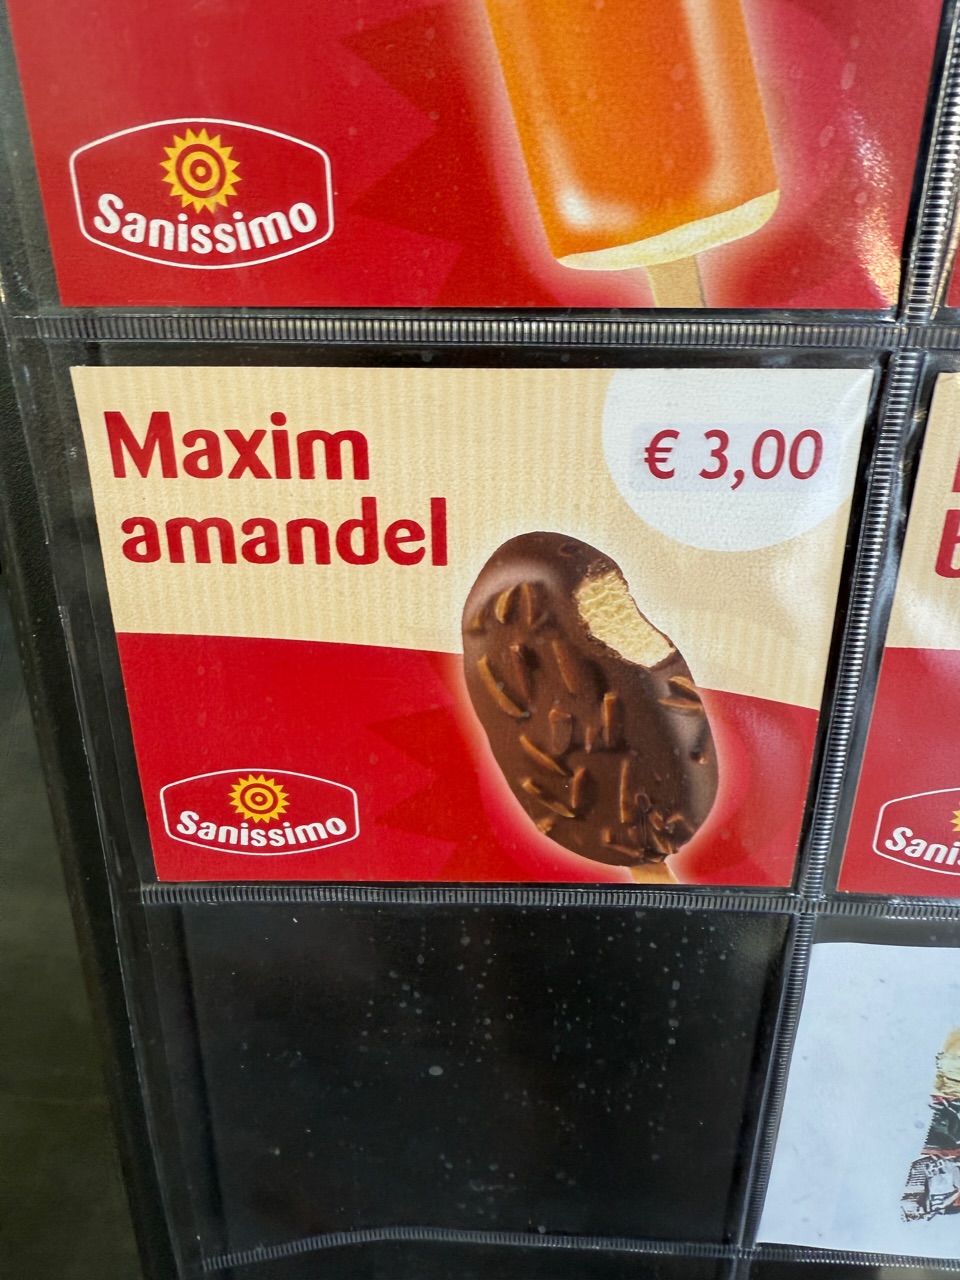 Sanissimo
Maxim
amandel
€ 3,00
Sanissimo